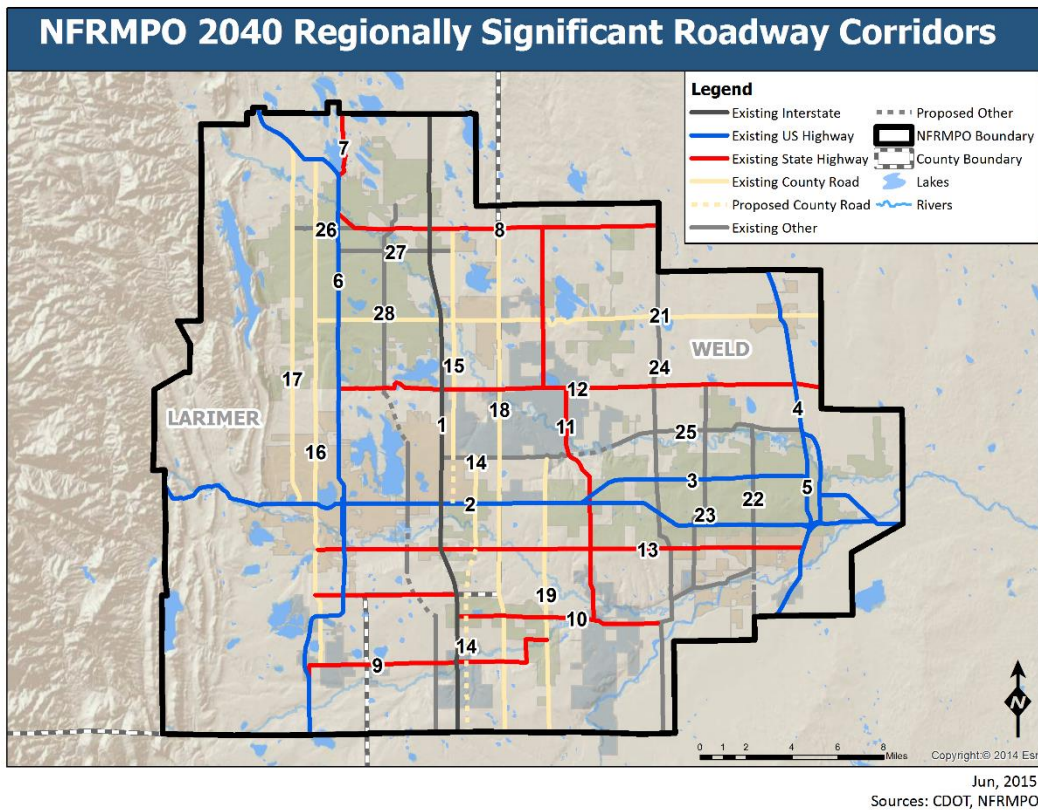 NFRMPO 2040 Regionally Significant Roadway Corridors
Legend
Existing Interstate
Existing US Highway
Existing State Highway
Existing County Road
Proposed County Road
Existing Other
Proposed Other
NFRMPO Boundary
County Boundary
Lakes
Rivers
7
26
8
27
6
28
21
15
24
WELD
17
12
18
4
LARIMER
1
11
25
16
14
3
5
2
22
23
13
19
10
14
9
N
0 1 2 4 6 8
Miles
Copyright:© 2014 Esr
Jun, 2015
Sources: CDOT, NFRMPO